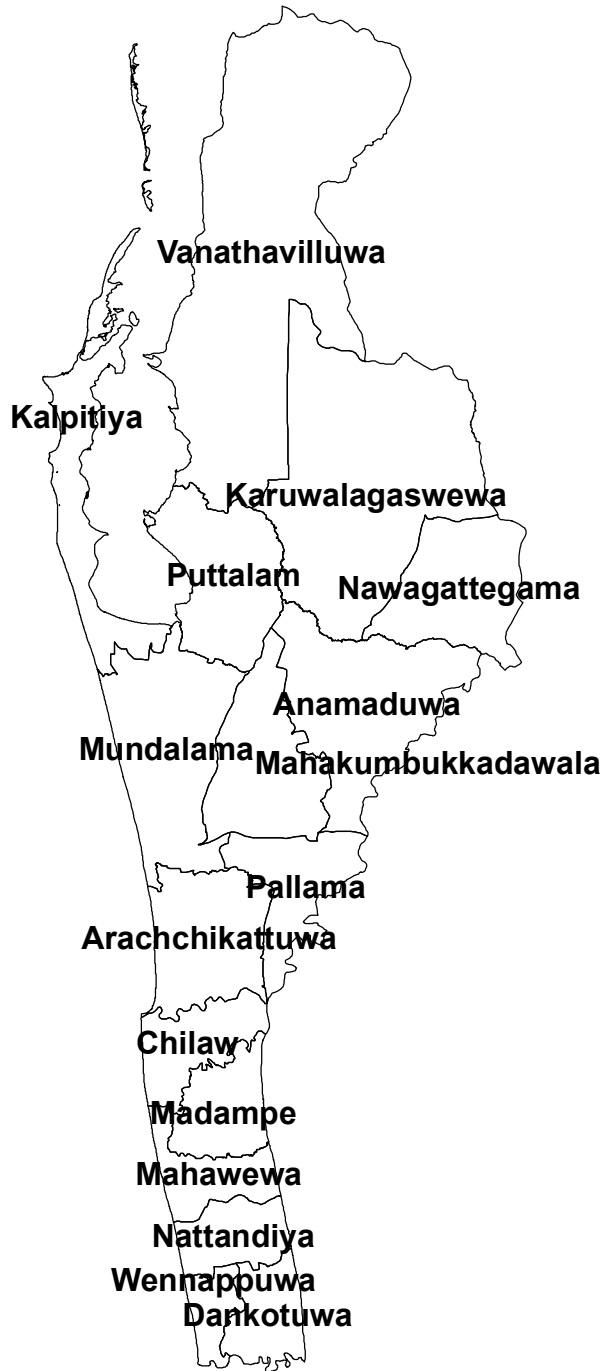 Vanathavilluwa
Kalpitiya
Karuwalagaswewa
Puttalam
Nawagattegama
Anamaduwa
Mundalama
Mahakumbukkadawala
Pallama
Arachchikattuwa
Chilaw
Madampe
Mahawewa
Nattandiya
Wennappuwa
Dankotuwa